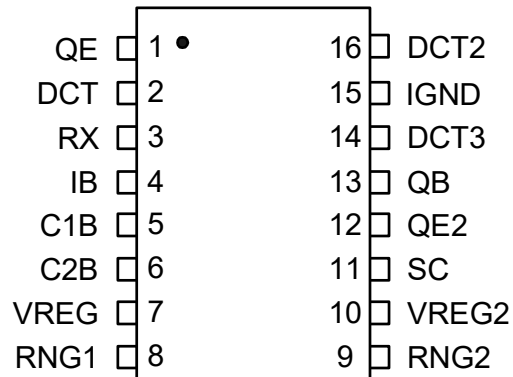 QE 1 16 DCT2
DCT 2 15 IGND
RX 3 14 DCT3
IB 4 13 QB
C1B 5 12 QE2
C2B 6 11 SC
VREG 7 10 VREG2
RNG1 8 9 RNG2